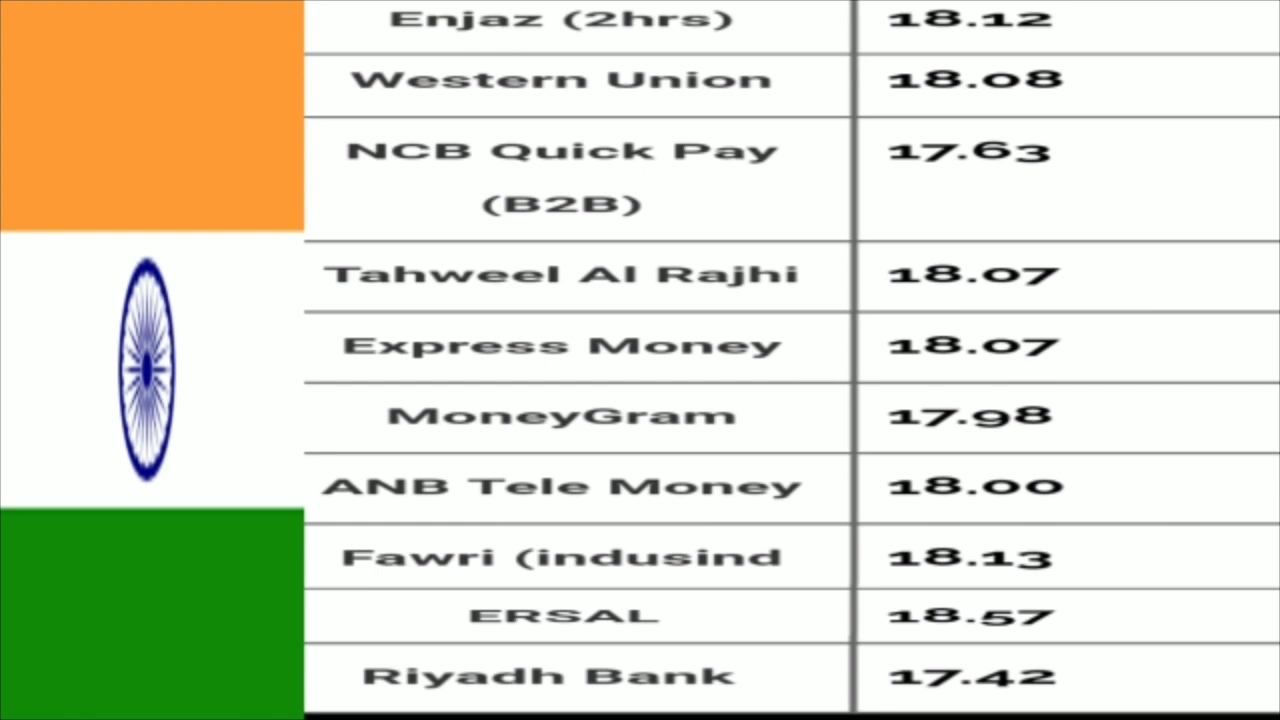 Enjaz (2hrs) 18.12
Western Union 18.08
NCB Quick Pay 17.63
(B2B)
Tahweel Al Rajhi 18.07
Express Money 18.07
MoneyGram 17.98
ANB Tele Money 18.00
Fawri (indusind 18.13
ERSAL 18.57
Riyadh Bank 17.42